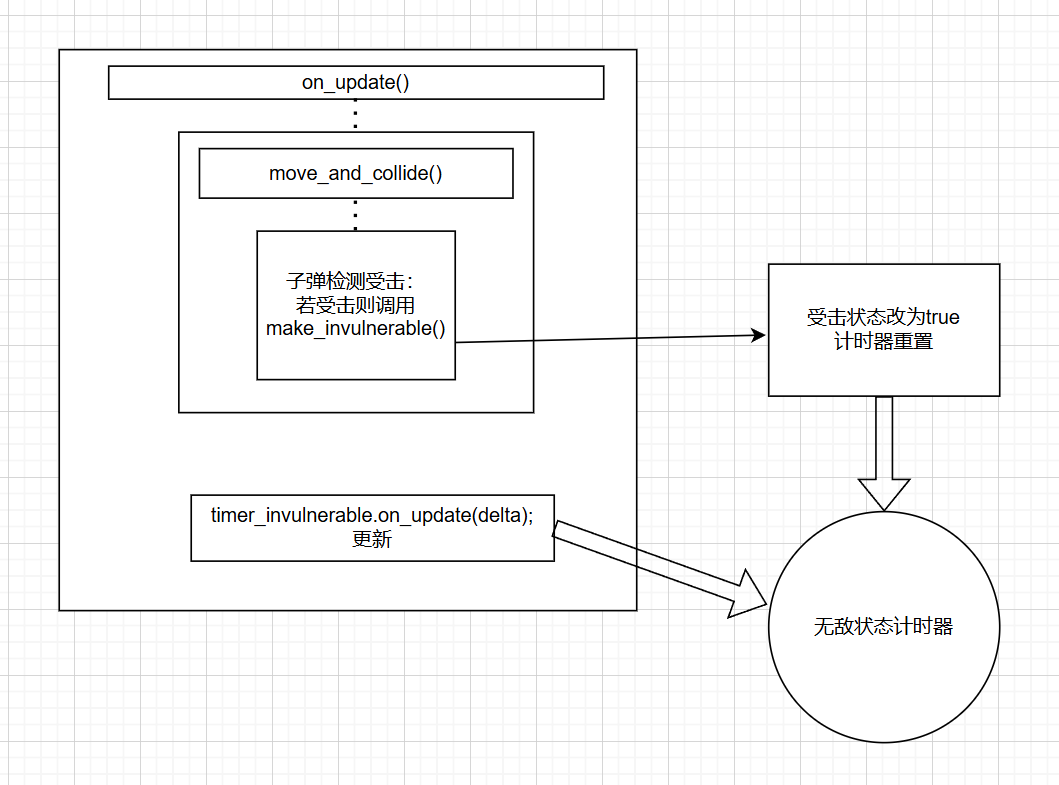 on_update()
move_and_collide()
子弹检测受击：
若受击则调用
make_invulnerable()
受击状态改为true
计时器重置
timer_invulnerable.on_update(delta);
更新
无敌状态计时器